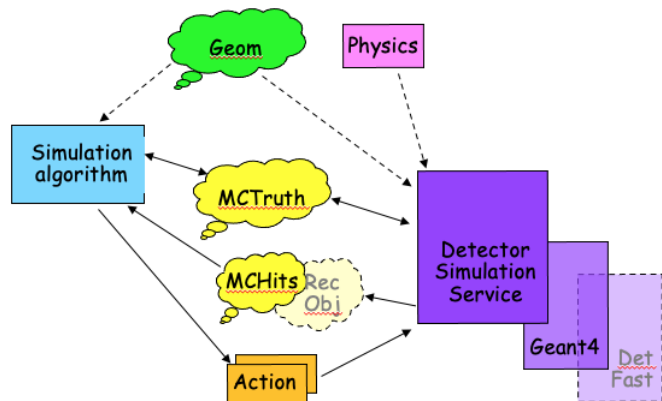 Geom
Physics
Simulation
algorithm
MCTruth
Detector
Simulation
Service
MCHits
Rec
Obj
Geant4
Det
Fast
Action